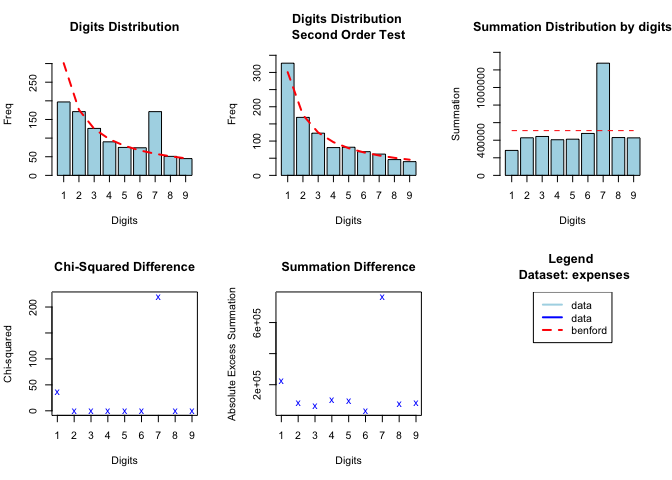 Digits Distribution
Freq
0
50
150
250
1 2 3 4 5 6 7 8 9
Digits
Digits Distribution
Second Order Test
Freq
0
100
200
300
1 2 3 4 5 6 7 8 9
Digits
Summation Distribution by digits
Summation
0
400000
1000000
1 2 3 4 5 6 7 8 9
Digits
Chi-Squared Difference
Chi-squared
0
50
100
200
1 2 3 4 5 6 7 8 9
Digits
Summation Difference
Absolute Excess Summation
2e+05
6e+05
1 2 3 4 5 6 7 8 9
Digits
Legend
Dataset: expenses
data
data
benford